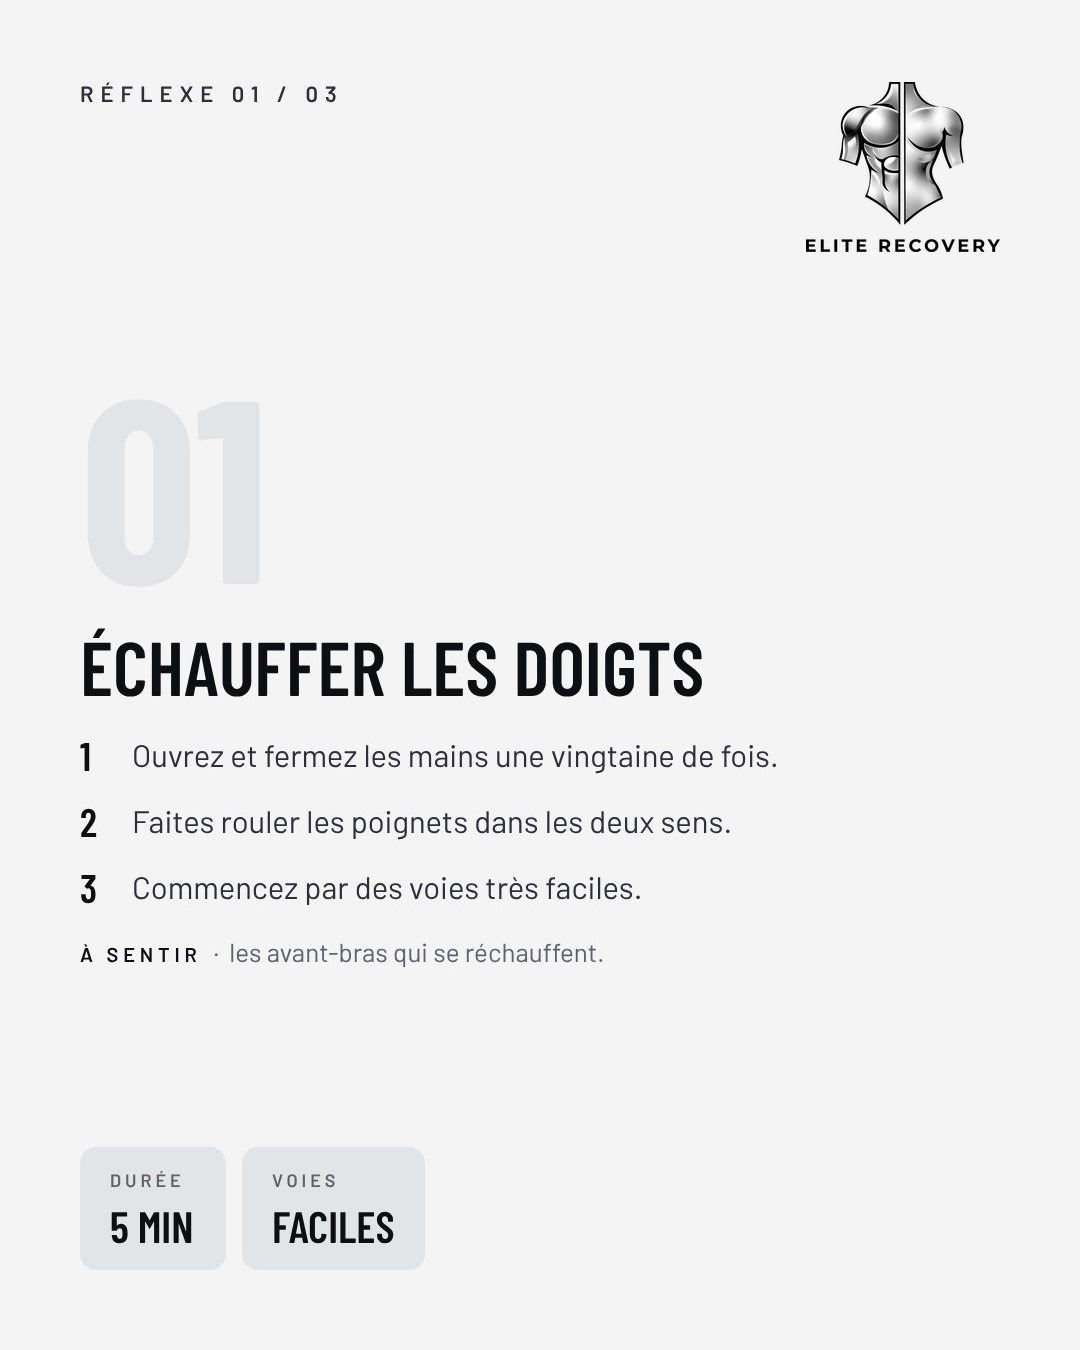 RÉFLEXE 01 / 03
ELITE RECOVERY
01
ÉCHAUFFER LES DOIGTS
1 Ouvrez et fermez les mains une vingtaine de fois.
2 Faites rouler les poignets dans les deux sens.
3 Commencez par des voies très faciles.
À SENTIR · les avant-bras qui se réchauffent.
DURÉE
5 MIN
VOIES
FACILES